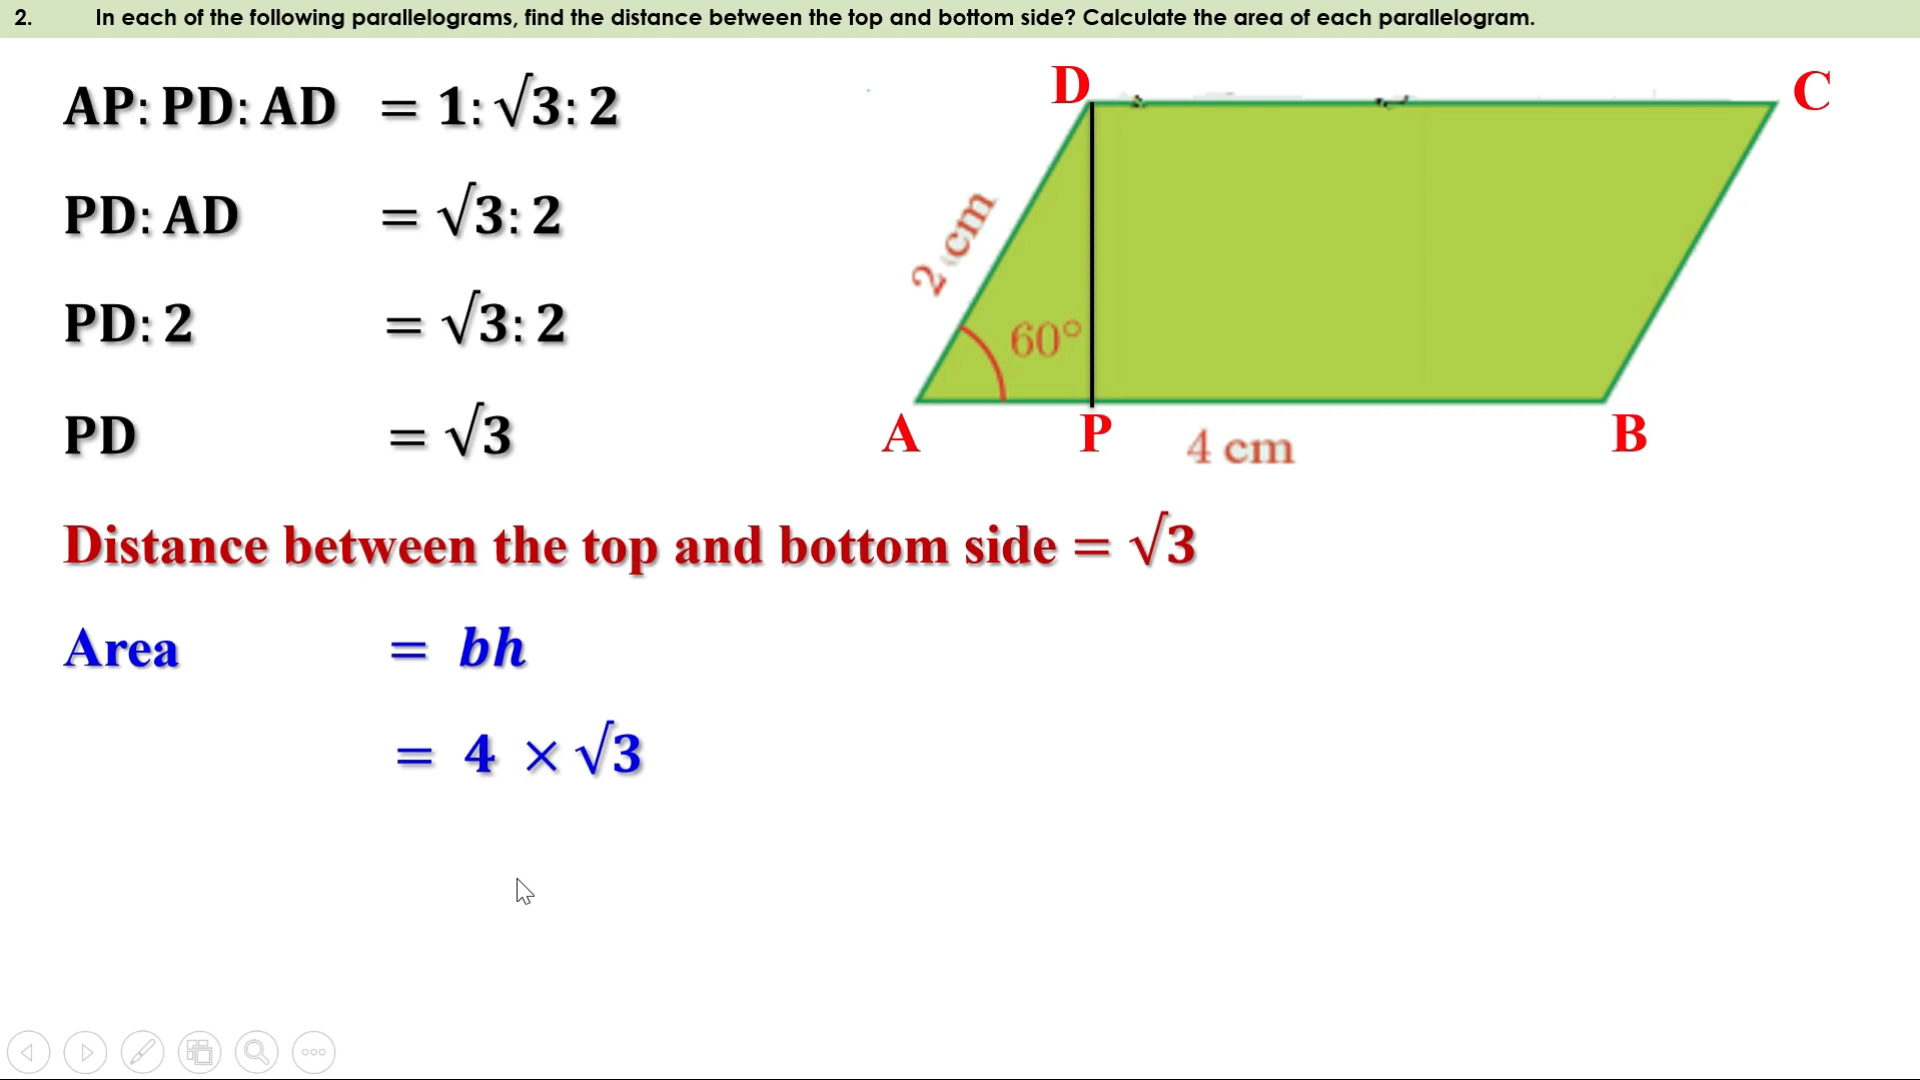 2. In each of the following parallelograms, find the distance between the top and bottom side? Calculate the area of each parallelogram.
AP: PD: AD = 1: √3: 2
PD: AD = √3: 2
PD: 2 = √3: 2
PD = √3
D
C
2 cm
60°
A
P
4 cm
B
Distance between the top and bottom side = √3
Area = bh
= 4 × √3